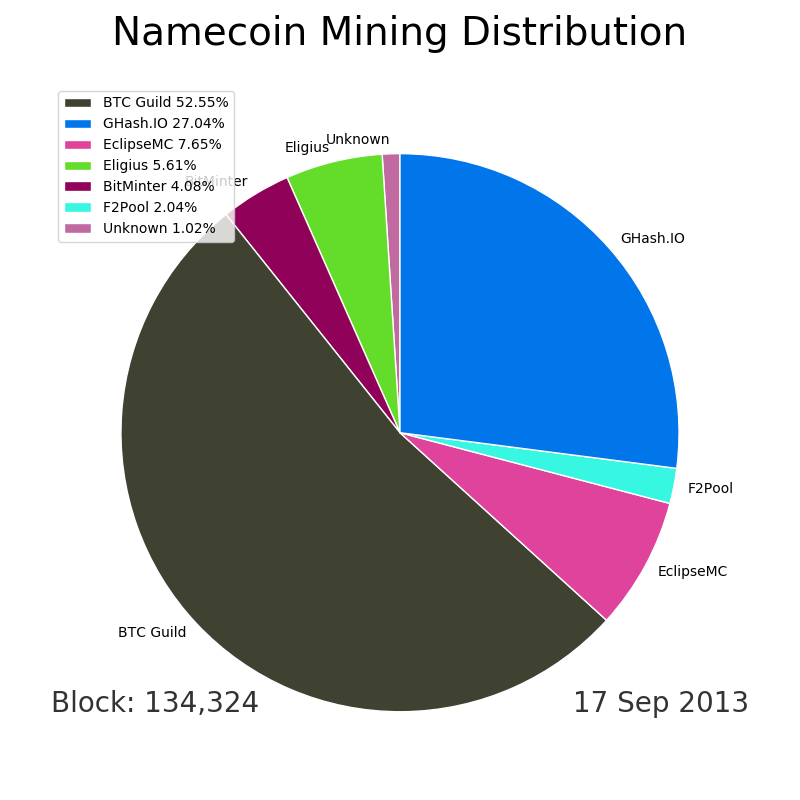 Namecoin Mining Distribution
BTC Guild 52.55%
GHash.IO 27.04%
EclipseMC 7.65%
Eligius 5.61%
BitMinter 4.08%
F2Pool 2.04%
Unknown 1.02%
Unknown
Eligius
BitMinter
GHash.IO
F2Pool
EclipseMC
BTC Guild
Block: 134,324
17 Sep 2013